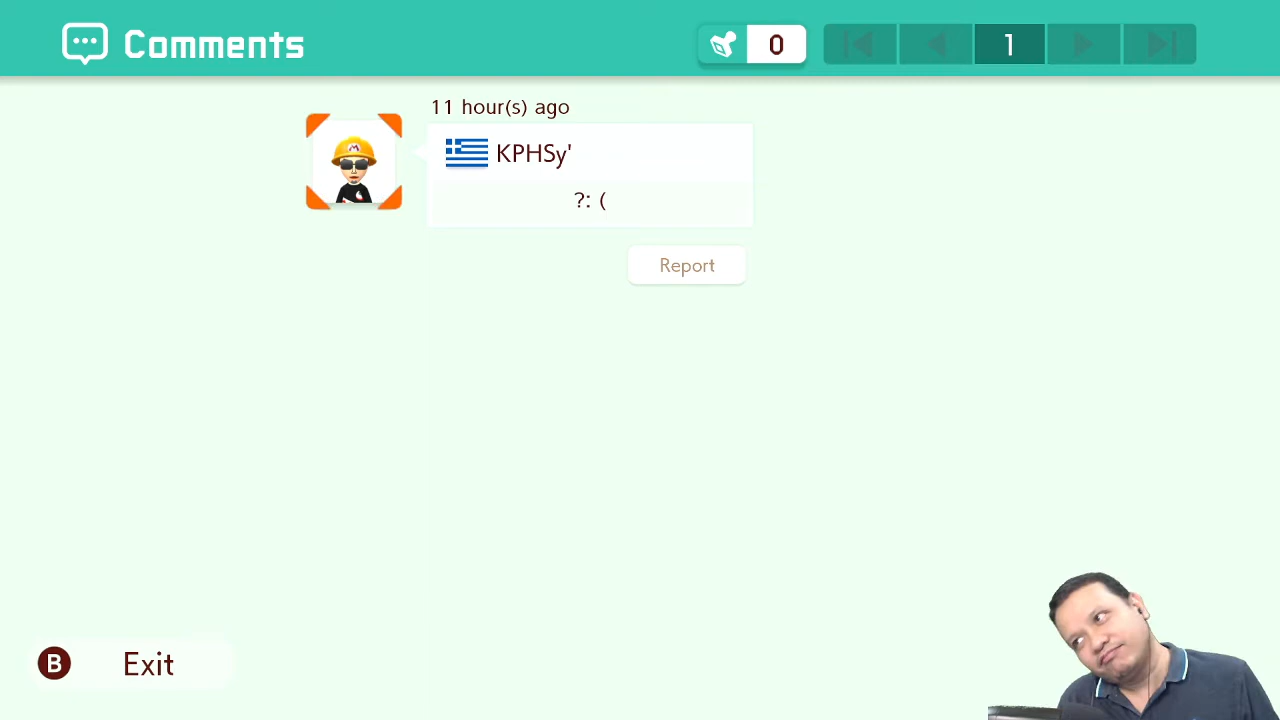 Comments
0
1
11 hour(s) ago
KPHSy'
?: (
Report
B Exit